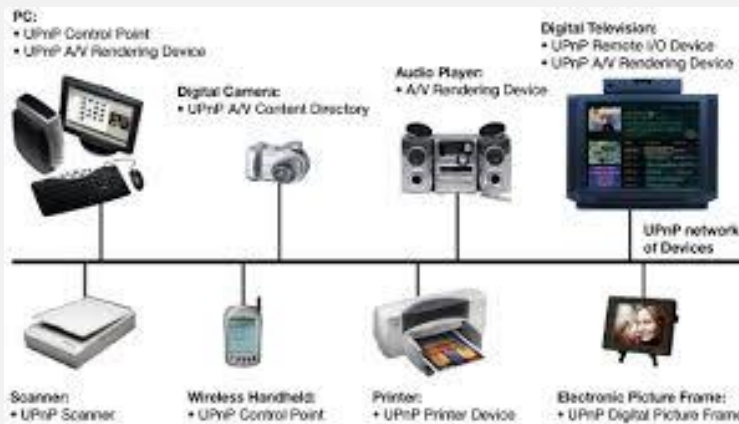 PC:
• UPnP Control Point
• UPnP A/V Rendering Device
Digital Camera:
• UPnP A/V Content Directory
Audio Player:
• A/V Rendering Device
Digital Television:
• UPnP Remote I/O Device
• UPnP A/V Rendering Device
UPnP network
of Devices
Scanner:
• UPnP Scanner
Wireless Handheld:
• UPnP Control Point
Printer:
• UPnP Printer Device
Electronic Picture Frame:
• UPnP Digital Picture Frame